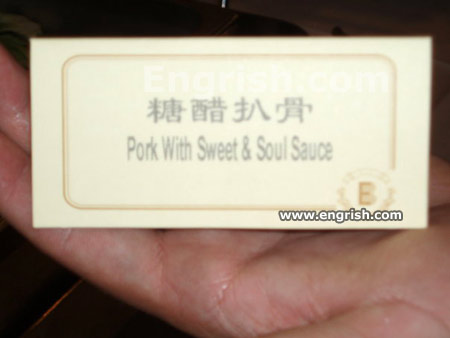 Engrish.com
糖醋扒骨
Pork With Sweet & Soul Sauce
B
www.engrish.com